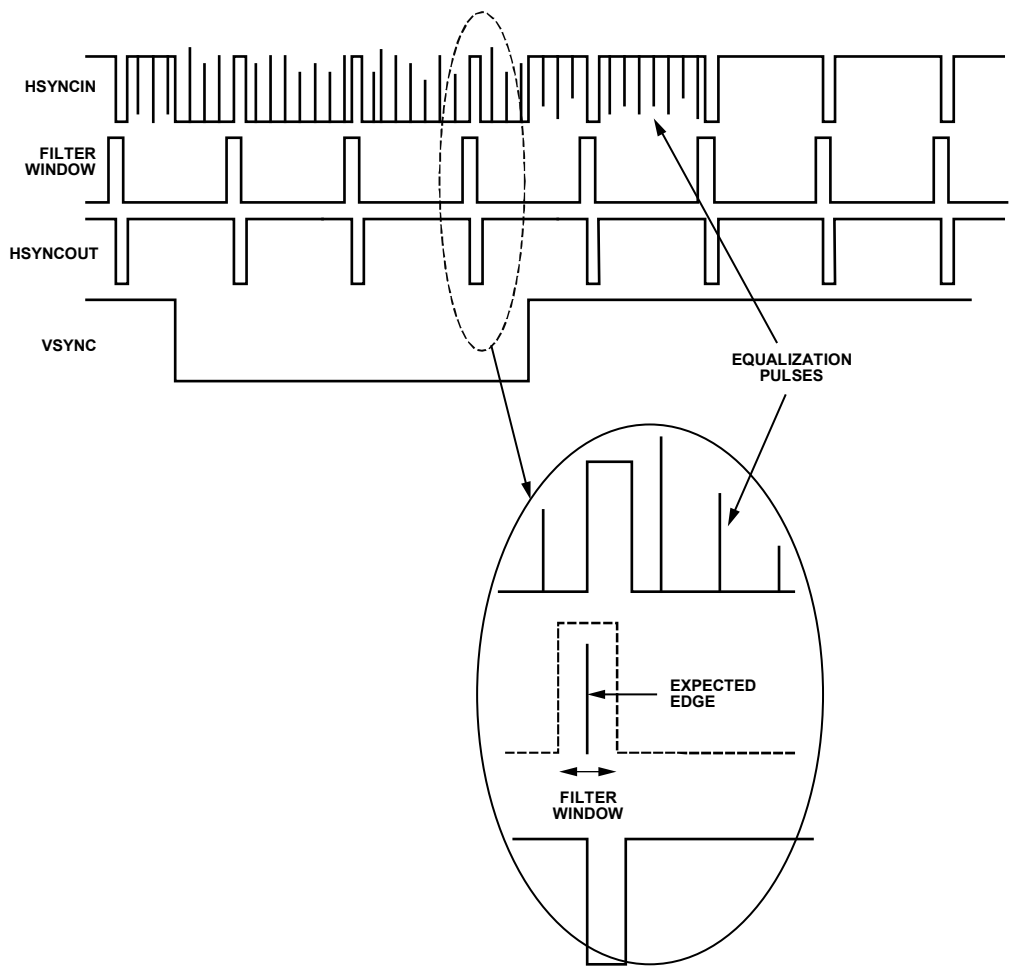 HSYNCIN
FILTER
WINDOW
HSYNCOUT
VSYNC
EQUALIZATION
PULSES
EXPECTED
EDGE
FILTER
WINDOW